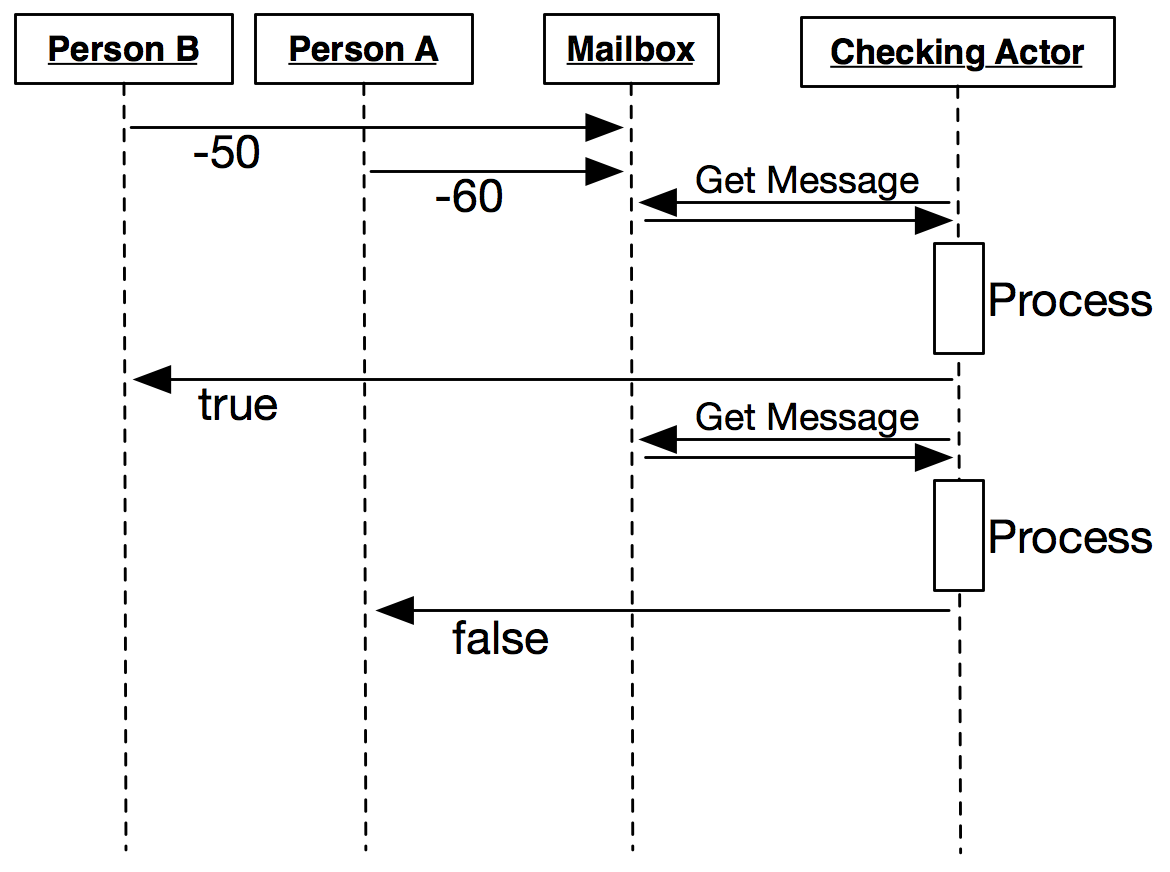 Person B
Person A
Mailbox
Checking Actor
-50
-60
Get Message
Process
true
Get Message
Process
false